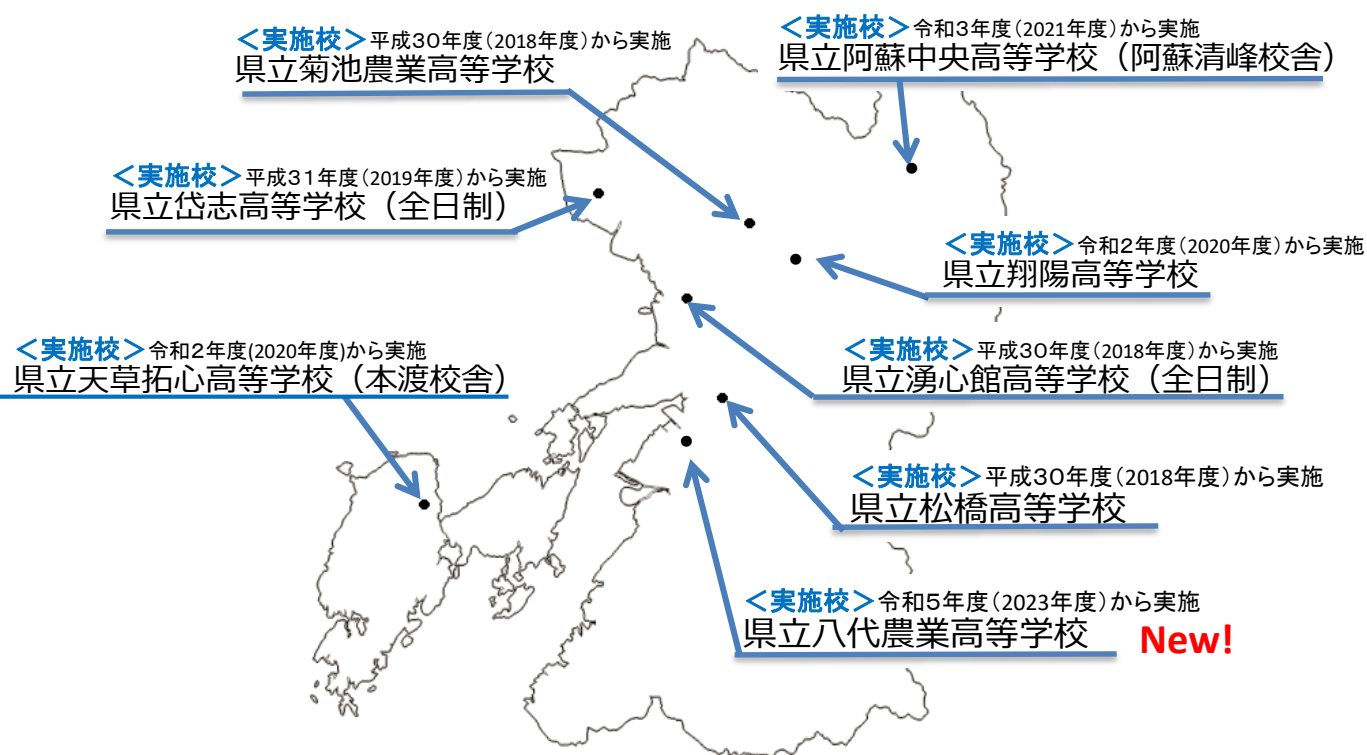 ＜実施校＞平成３０年度（2018年度）から実施
県立菊池農業高等学校
＜実施校＞令和３年度（2021年度）から実施
県立阿蘇中央高等学校（阿蘇清峰校舎）
＜実施校＞平成３１年度（2019年度）から実施
県立岱志高等学校（全日制）
＜実施校＞令和２年度（2020年度）から実施
県立翔陽高等学校
＜実施校＞令和２年度(2020年度)から実施
県立天草拓心高等学校（本渡校舎）
＜実施校＞平成３０年度（2018年度）から実施
県立湧心館高等学校（全日制）
＜実施校＞平成３０年度（2018年度）から実施
県立松橋高等学校
＜実施校＞令和５年度（2023年度）から実施
県立八代農業高等学校 New!